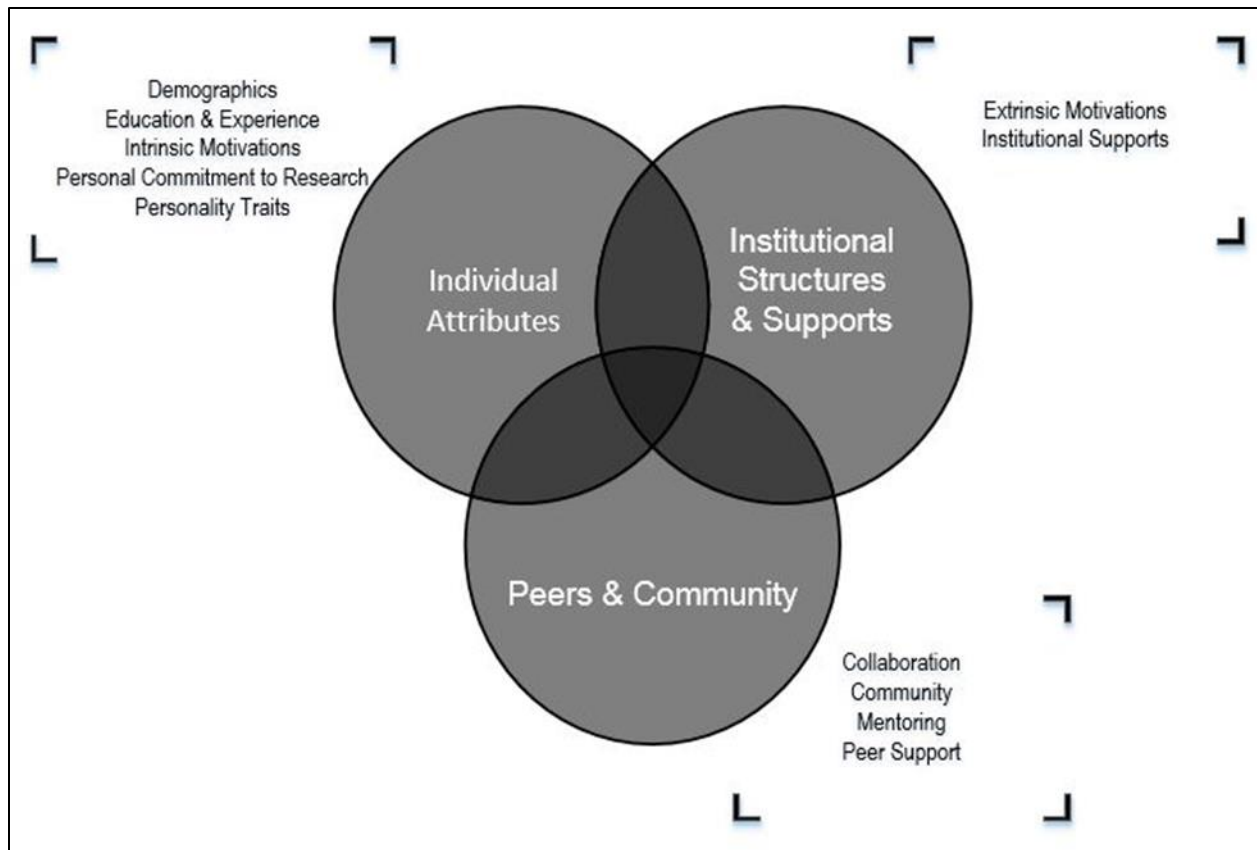 Demographics
Education & Experience
Intrinsic Motivations
Personal Commitment to Research
Personality Traits
Extrinsic Motivations
Institutional Supports
Individual
Attributes
Institutional
Structures
& Supports
Peers & Community
Collaboration
Community
Mentoring
Peer Support